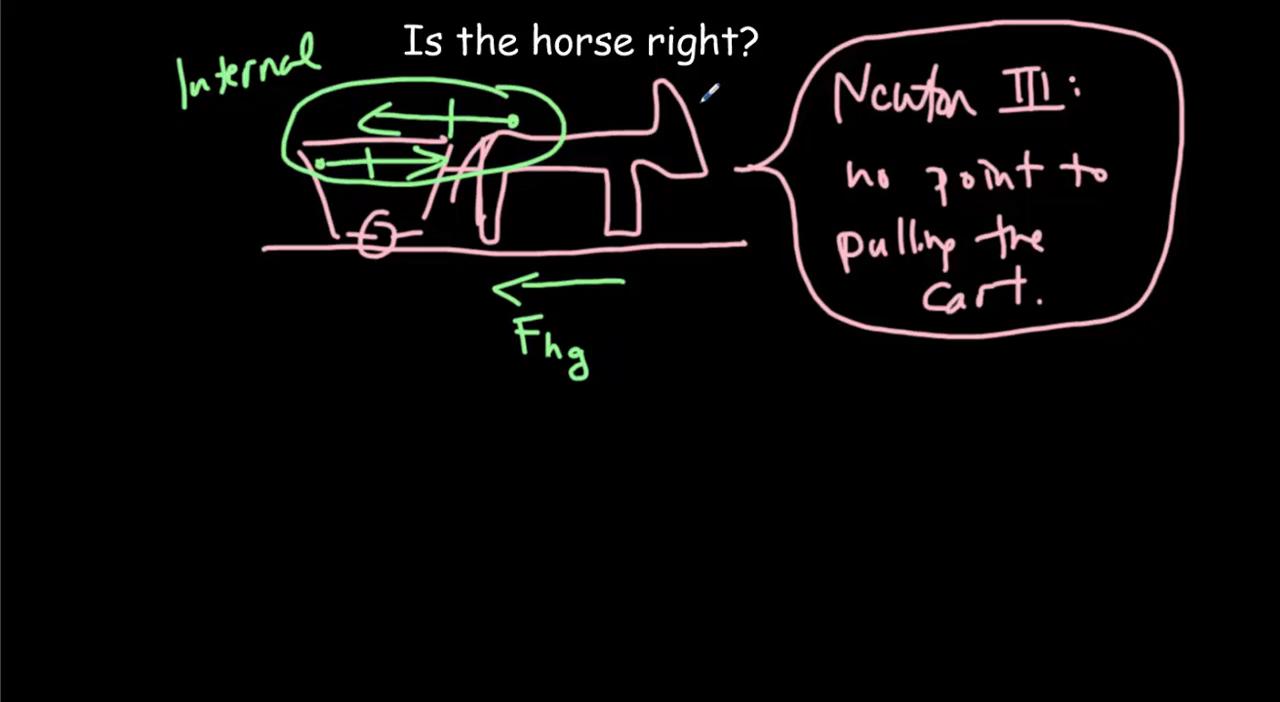 Is the horse right?
Internal
Newton III:
no point to
pulling the
cart.
Fhg